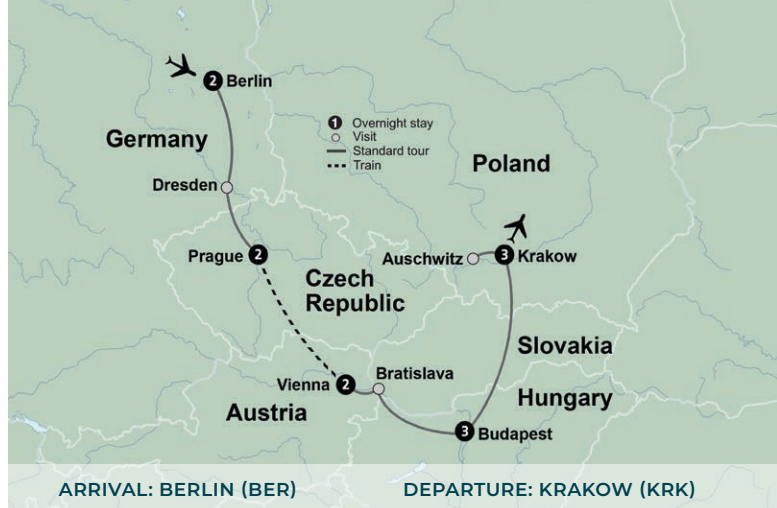 2 Berlin
Germany
1 Overnight stay
Visit
Standard tour
Train
Poland
Dresden
Prague 2
Auschwitz
3 Krakow
Czech
Republic
Slovakia
Vienna 2
Bratislava
Austria
Hungary
3 Budapest
ARRIVAL: BERLIN (BER)
DEPARTURE: KRAKOW (KRK)